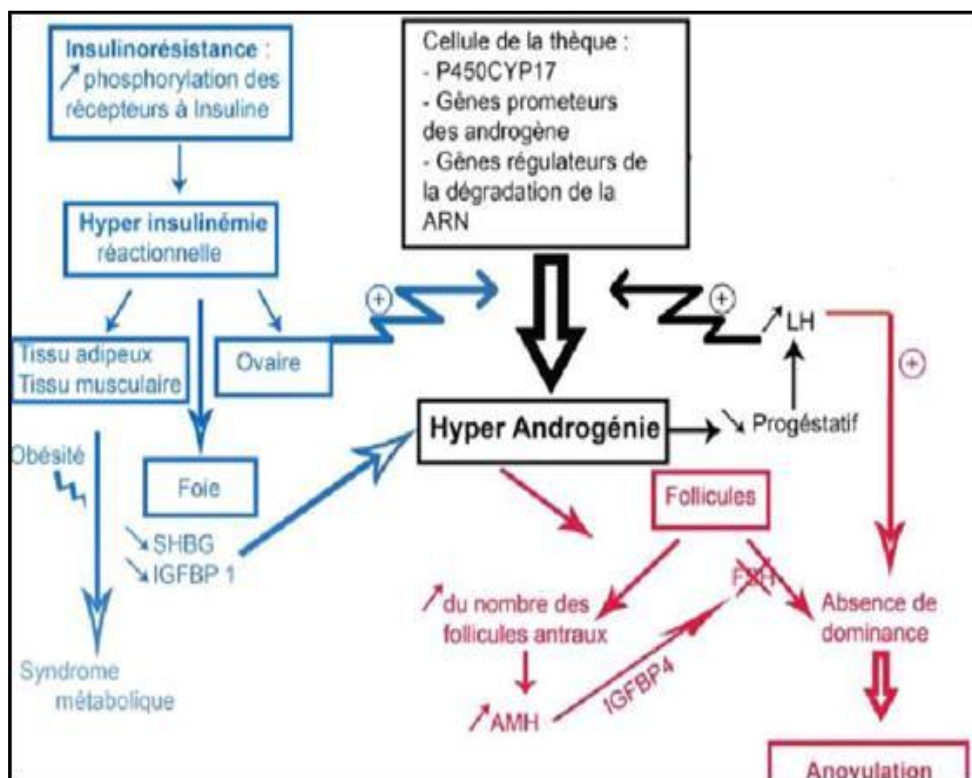 Insulinorésistance :
↗ phosphorylation des
récepteurs à Insuline
Hyper insulinémie
réactionnelle
Tissu adipeux
Tissu musculaire
Ovaire
Obésité
Foie
↘ SHBG
↘ IGFBP 1
Syndrome
métabolique
Cellule de la thèque :
- P450CYP17
- Gènes prometeurs
des androgène
- Gènes régulateurs de
la dégradation de la
ARN
+
+
↗ LH
+
Hyper Androgénie
↘ Progéstatif
Follicules
FSH
↗ du nombre des
follicules antraux
Absence de
dominance
↗ AMH
IGFBP4
Anovulation